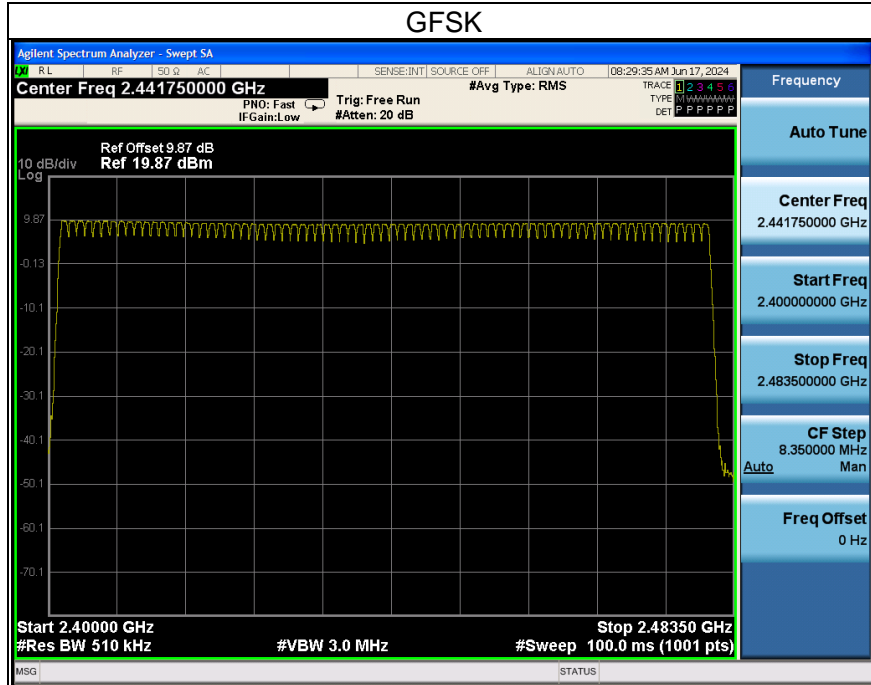 GFSK
Agilent Spectrum Analyzer - Swept SA
LXI RL RF 50 Ω AC SENSE:INT SOURCE OFF ALIGN AUTO 08:29:35 AM Jun 17, 2024
Center Freq 2.441750000 GHz #Avg Type: RMS TRACE 1 2 3 4 5 6
PNO: Fast Trig: Free Run TYPE MWWWWW
IFGain:Low #Atten: 20 dB DET P P P P P P
Ref Offset 9.87 dB
10 dB/div Ref 19.87 dBm
Log
9.87
-0.13
-10.1
-20.1
-30.1
-40.1
-50.1
-60.1
-70.1
Start 2.40000 GHz Stop 2.48350 GHz
#Res BW 510 kHz #VBW 3.0 MHz #Sweep 100.0 ms (1001 pts)
MSG STATUS
Frequency
Auto Tune
Center Freq
2.441750000 GHz
Start Freq
2.400000000 GHz
Stop Freq
2.483500000 GHz
CF Step
8.350000 MHz
Auto Man
Freq Offset
0 Hz